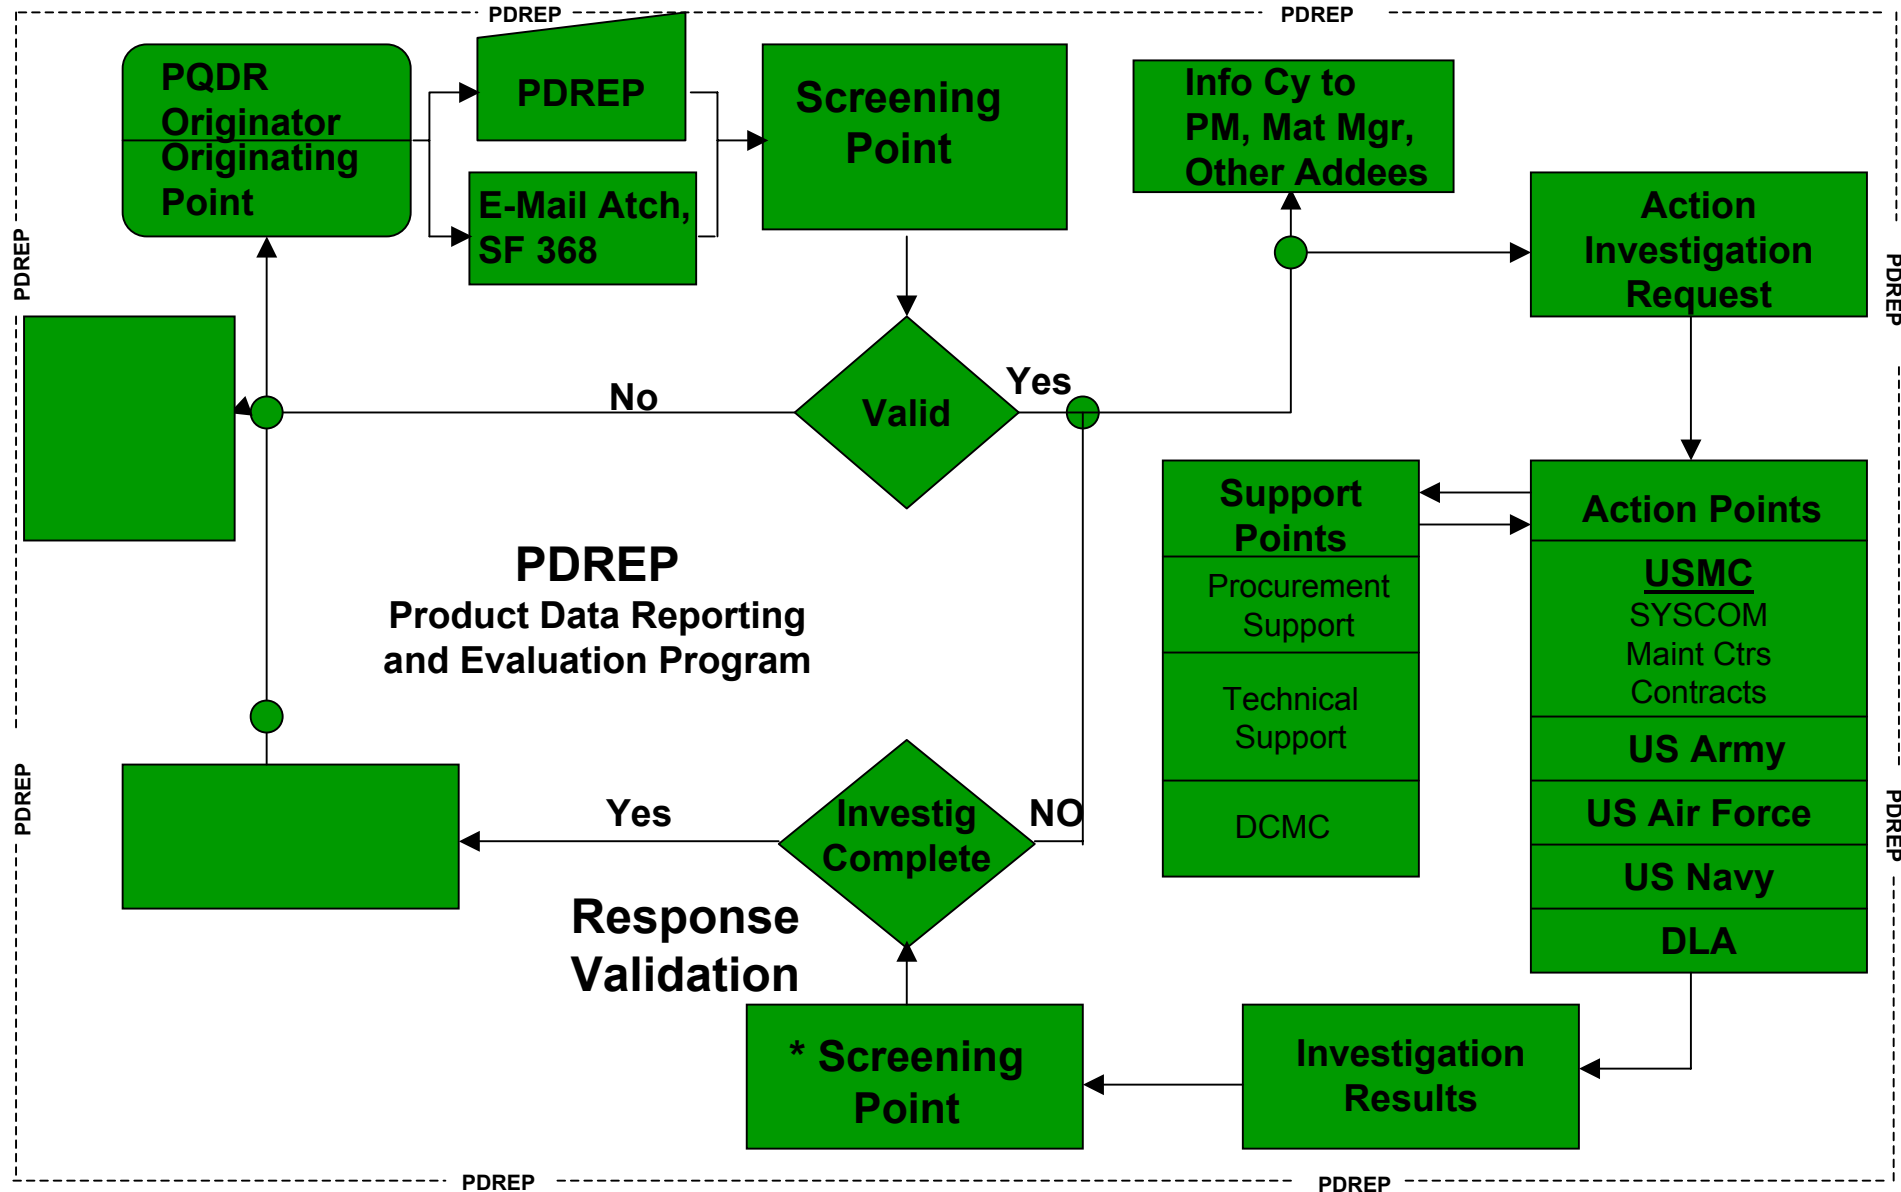 PDREP
PDREP
PQDR
Originator
Originating
Point
PDREP
E-Mail Atch,
SF 368
Screening
Point
Info Cy to
PM, Mat Mgr,
Other Addees
Action
Investigation
Request
PDREP
PDREP
No
Valid
Yes
PDREP
Product Data Reporting
and Evaluation Program
Support
Points
Procurement
Support
Technical
Support
DCMC
Action Points
USMC
SYSCOM
Maint Ctrs
Contracts
US Army
US Air Force
US Navy
DLA
PDREP
PDREP
Yes
Investig
Complete
NO
Response
Validation
* Screening
Point
Investigation
Results
PDREP
PDREP